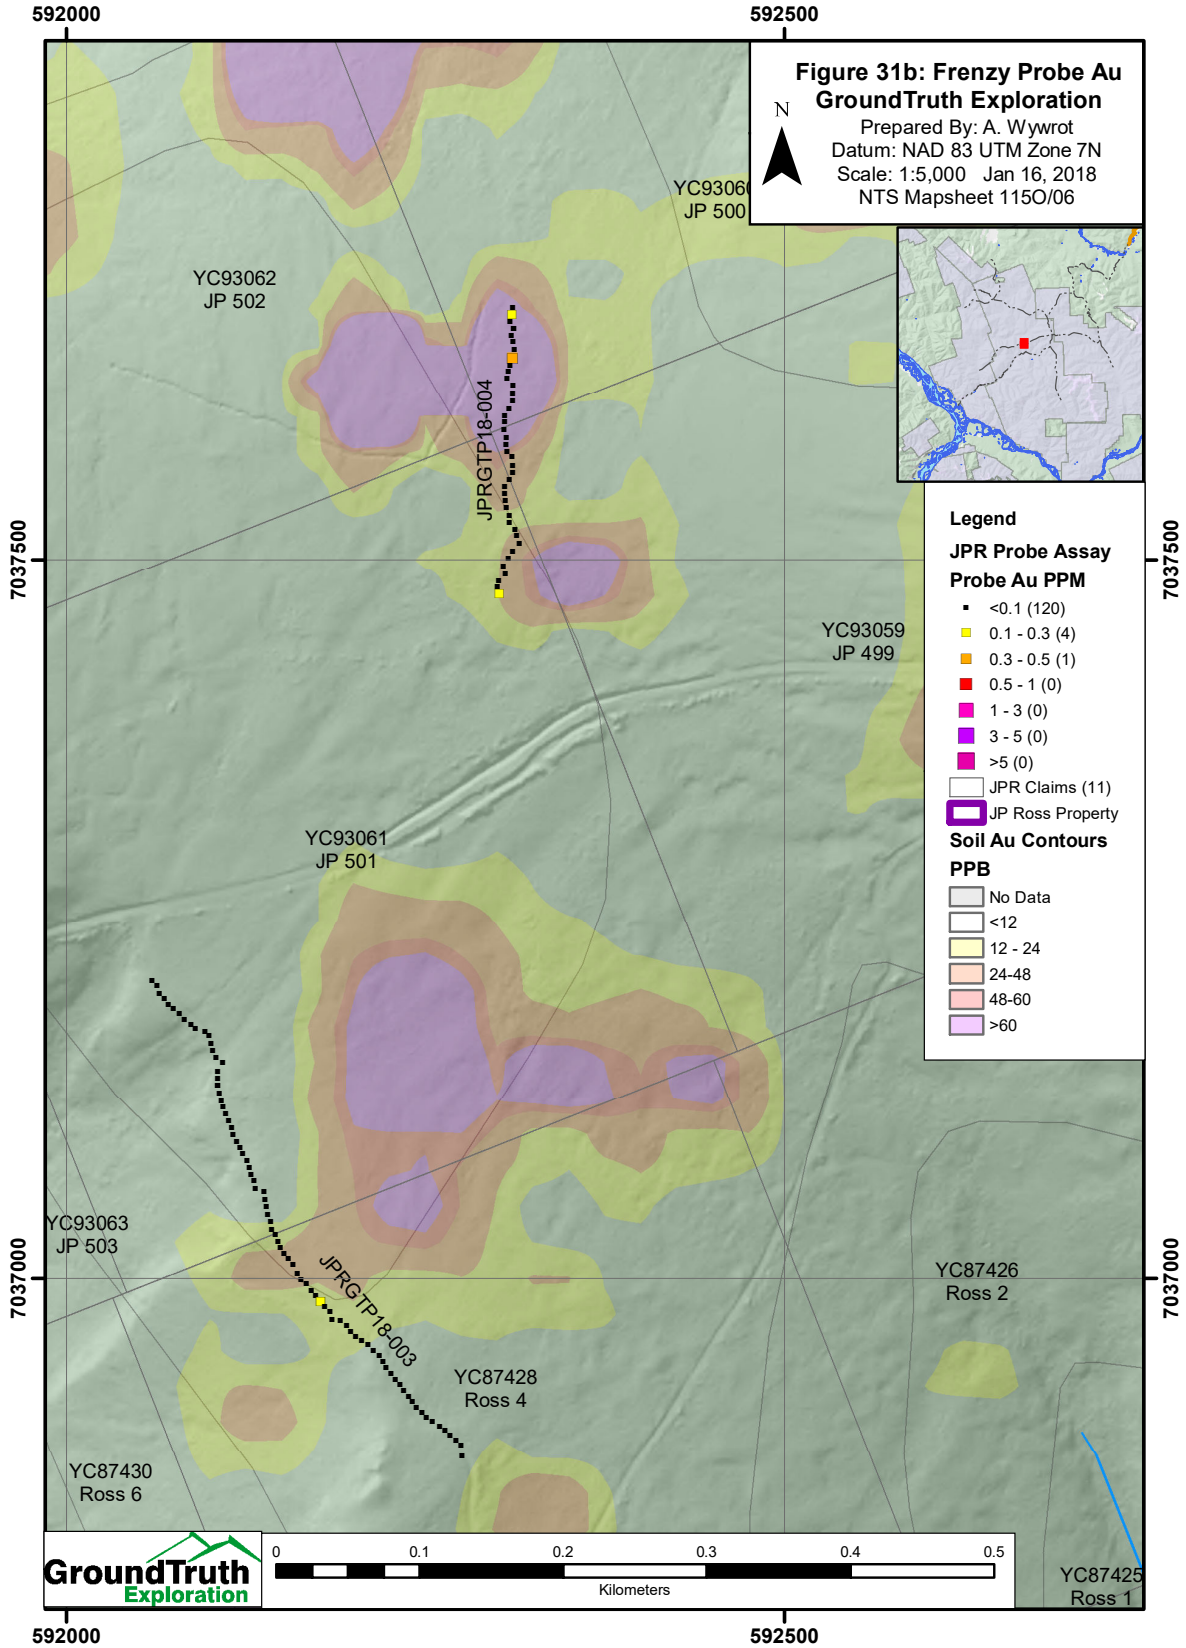 592000
592500
Figure 31b: Frenzy Probe Au
GroundTruth Exploration
N
Prepared By: A. Wywrot
Datum: NAD 83 UTM Zone 7N
Scale: 1:5,000 Jan 16, 2018
NTS Mapsheet 115O/06
YC93060
JP 500
YC93062
JP 502
JPRGTP18-004
7037500
7037500
Legend
JPR Probe Assay
Probe Au PPM
<0.1 (120)
0.1 - 0.3 (4)
0.3 - 0.5 (1)
0.5 - 1 (0)
1 - 3 (0)
3 - 5 (0)
>5 (0)
JPR Claims (11)
JP Ross Property
Soil Au Contours
PPB
No Data
<12
12 - 24
24-48
48-60
>60
YC93059
JP 499
YC93061
JP 501
YC93063
JP 503
7037000
7037000
JPRGTP18-003
YC87426
Ross 2
YC87428
Ross 4
YC87430
Ross 6
YC87425
Ross 1
GroundTruth
Exploration
0 0.1 0.2 0.3 0.4 0.5
Kilometers
592000
592500